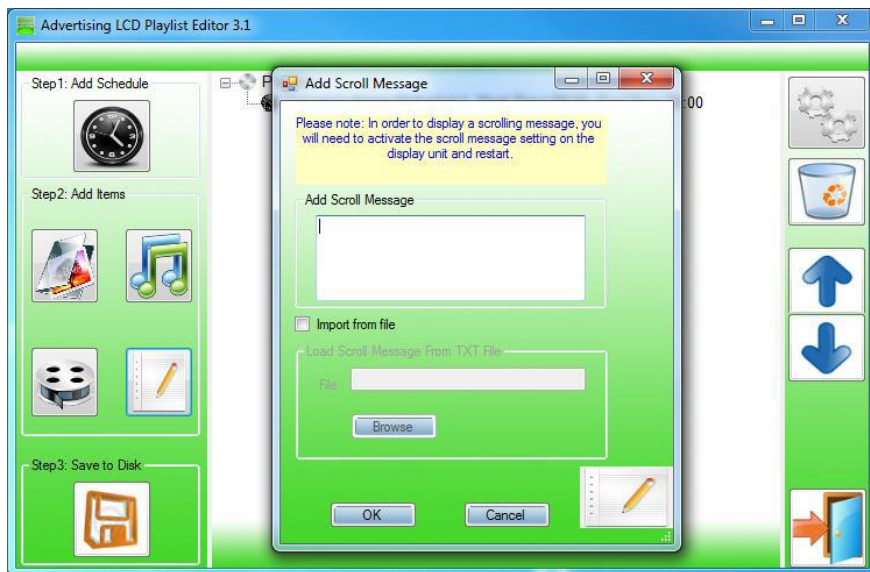 Advertising LCD Playlist Editor 3.1
Step1: Add Schedule
P
:00
Step2: Add Items
Step3: Save to Disk
Add Scroll Message
Please note: In order to display a scrolling message, you
will need to activate the scroll message setting on the
display unit and restart.
Add Scroll Message
Import from file
Load Scroll Message From TXT File
File
Browse
OK
Cancel